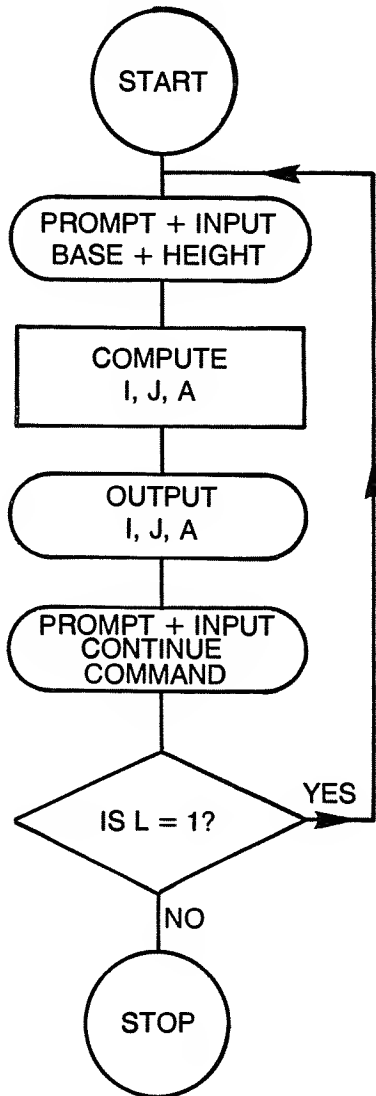 START
PROMPT + INPUT
BASE + HEIGHT
COMPUTE
I, J, A
OUTPUT
I, J, A
PROMPT + INPUT
CONTINUE
COMMAND
IS L = 1?
YES
NO
STOP